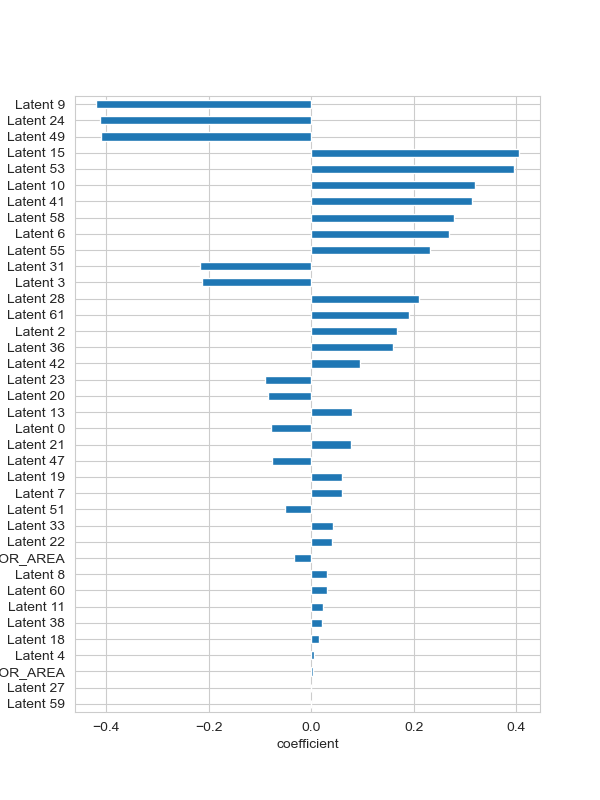 Latent 9
Latent 24
Latent 49
Latent 15
Latent 53
Latent 10
Latent 41
Latent 58
Latent 6
Latent 55
Latent 31
Latent 3
Latent 28
Latent 61
Latent 2
Latent 36
Latent 42
Latent 23
Latent 20
Latent 13
Latent 0
Latent 21
Latent 47
Latent 19
Latent 7
Latent 51
Latent 33
Latent 22
OR_AREA
Latent 8
Latent 60
Latent 11
Latent 38
Latent 18
Latent 4
OR_AREA
Latent 27
Latent 59
−0.4 −0.2 0.0 0.2 0.4
coefficient